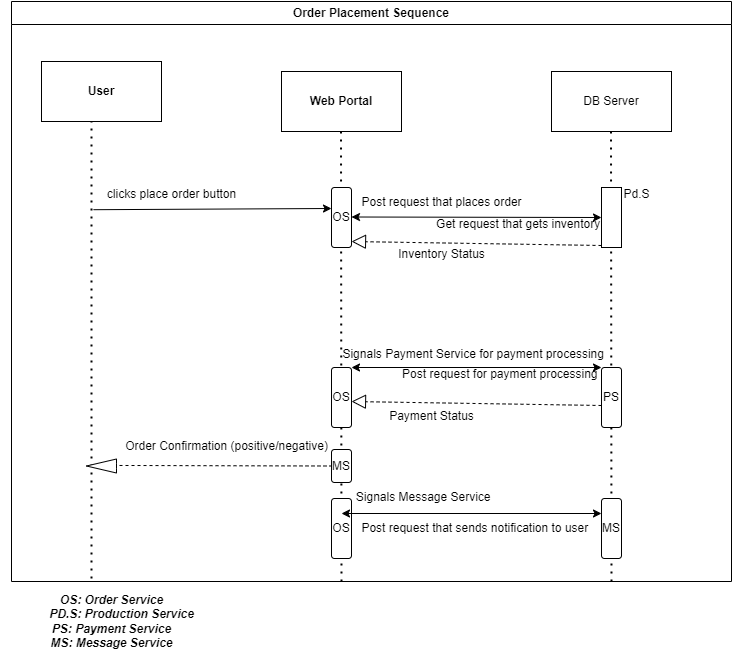 Order Placement Sequence
User
Web Portal
DB Server
clicks place order button
OS
Post request that places order
Pd.S
Get request that gets inventory
Inventory Status
Signals Payment Service for payment processing
Post request for payment processing
OS
PS
Payment Status
Order Confirmation (positive/negative)
MS
Signals Message Service
OS
Post request that sends notification to user
MS
OS: Order Service
PD.S: Production Service
PS: Payment Service
MS: Message Service